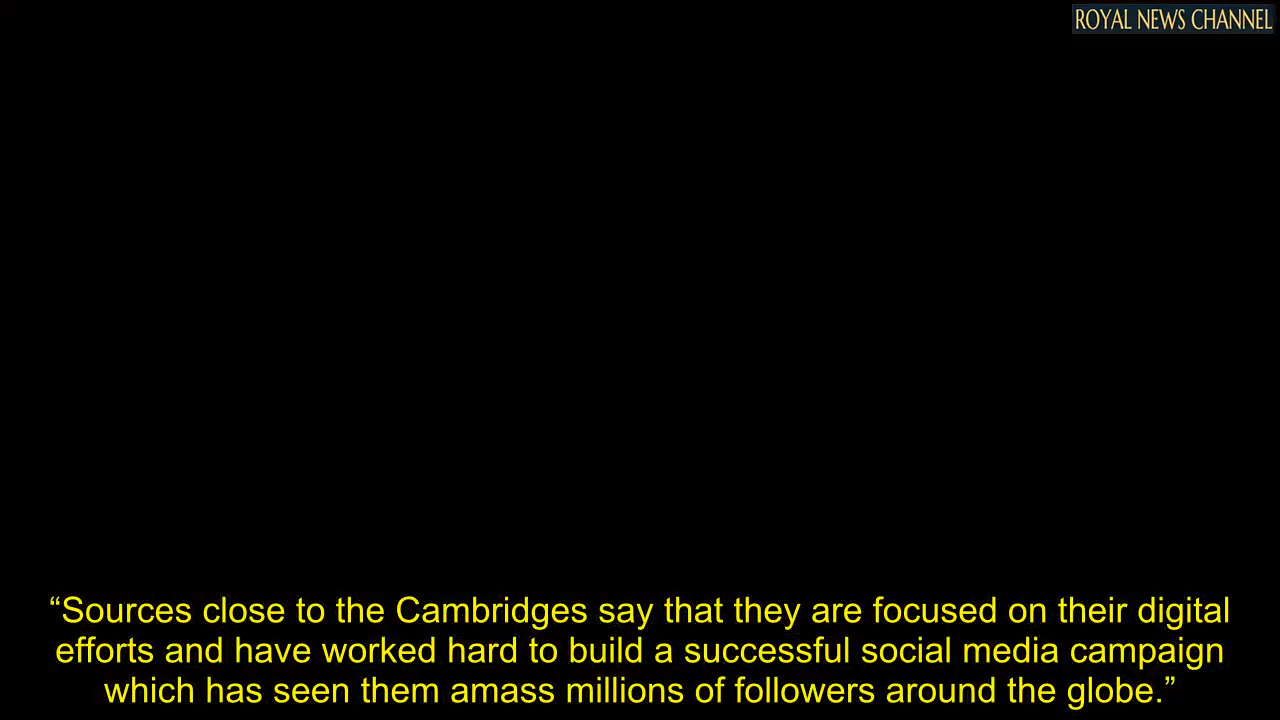 ROYAL NEWS CHANNEL
“Sources close to the Cambridges say that they are focused on their digital
efforts and have worked hard to build a successful social media campaign
which has seen them amass millions of followers around the globe.”